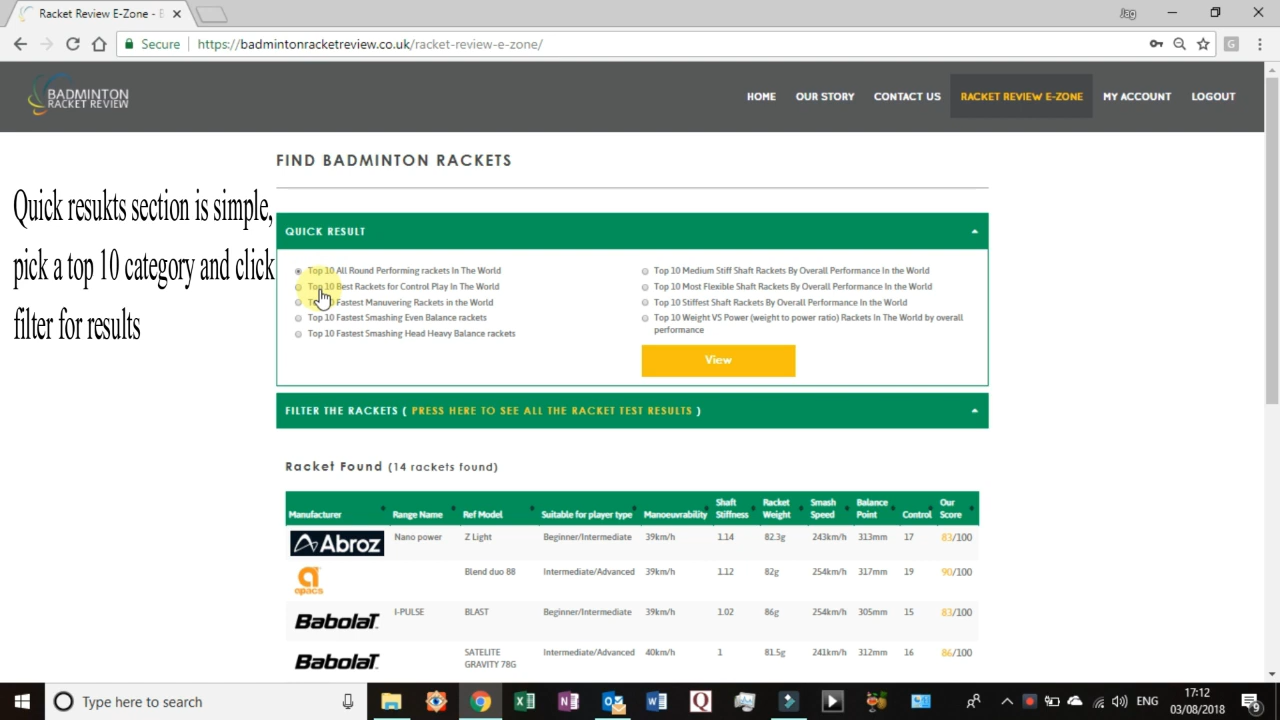 Racket Review E-Zone - B
Jag
Secure
https://badmintonracketreview.co.uk/racket-review-e-zone/
G
BADMINTON
RACKET REVIEW
HOME OUR STORY CONTACT US RACKET REVIEW E-ZONE MY ACCOUNT LOGOUT
FIND BADMINTON RACKETS
Quick resukts section is simple,
pick a top 10 category and click
filter for results
QUICK RESULT
Top 10 All Round Performing rackets In The World
Top 10 Best Rackets for Control Play In The World
Fastest Manuvering Rackets in the World
Top 10 Fastest Smashing Even Balance rackets
Top 10 Fastest Smashing Head Heavy Balance rackets
Top 10 Medium Stiff Shaft Rackets By Overall Performance In the World
Top 10 Most Flexible Shaft Rackets By Overall Performance In the World
Top 10 Stiffest Shaft Rackets By Overall Performance In the World
Top 10 Weight VS Power (weight to power ratio) Rackets In The World by overall
performance
View
FILTER THE RACKETS ( PRESS HERE TO SEE ALL THE RACKET TEST RESULTS )
Racket Found (14 rackets found)
Manufacturer Range Name Ref Model Suitable for player type Manoeuvrability Shaft Stiffness Racket Weight Smash Speed Balance Point Control Our Score
Abroz Nano power Z Light Beginner/Intermediate 39km/h 1.14 82.3g 243km/h 313mm 17 83/100
apacs Blend duo 88 Intermediate/Advanced 39km/h 1.12 82g 254km/h 317mm 19 90/100
Babolat I-PULSE BLAST Beginner/Intermediate 39km/h 1.02 86g 254km/h 305mm 15 83/100
Babolat SATELITE GRAVITY 78G Intermediate/Advanced 40km/h 1 81.5g 241km/h 312mm 16 86/100
Type here to search
ENG
17:12
03/08/2018
9